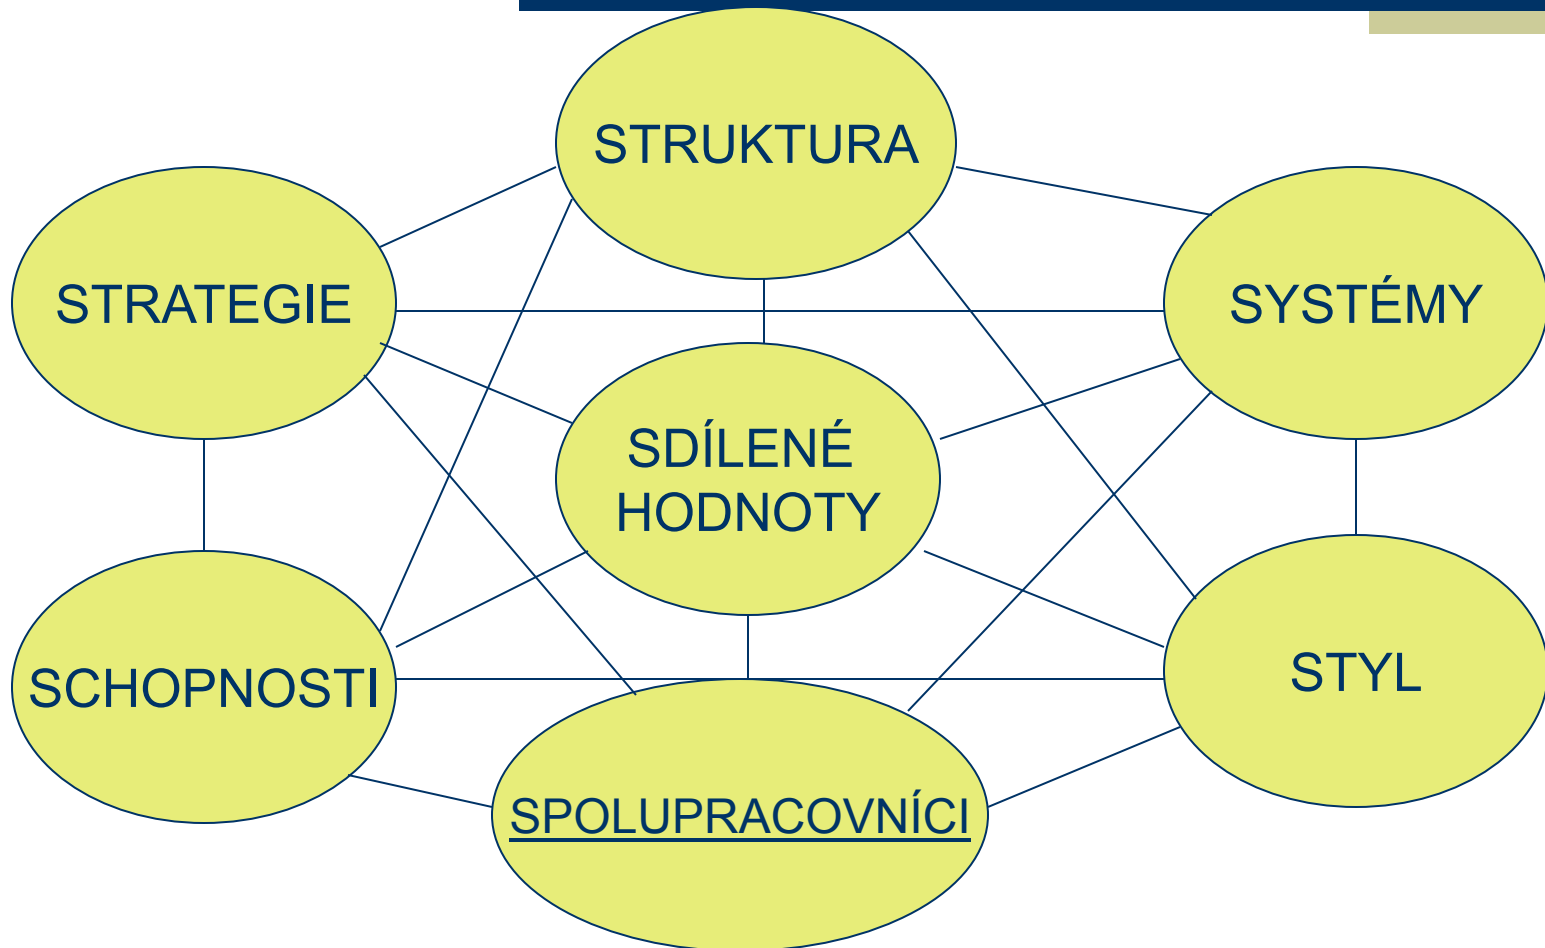 STRUKTURA
STRATEGIE
SYSTÉMY
SDÍLENÉ
HODNOTY
SCHOPNOSTI
STYL
SPOLUPRACOVNÍCI